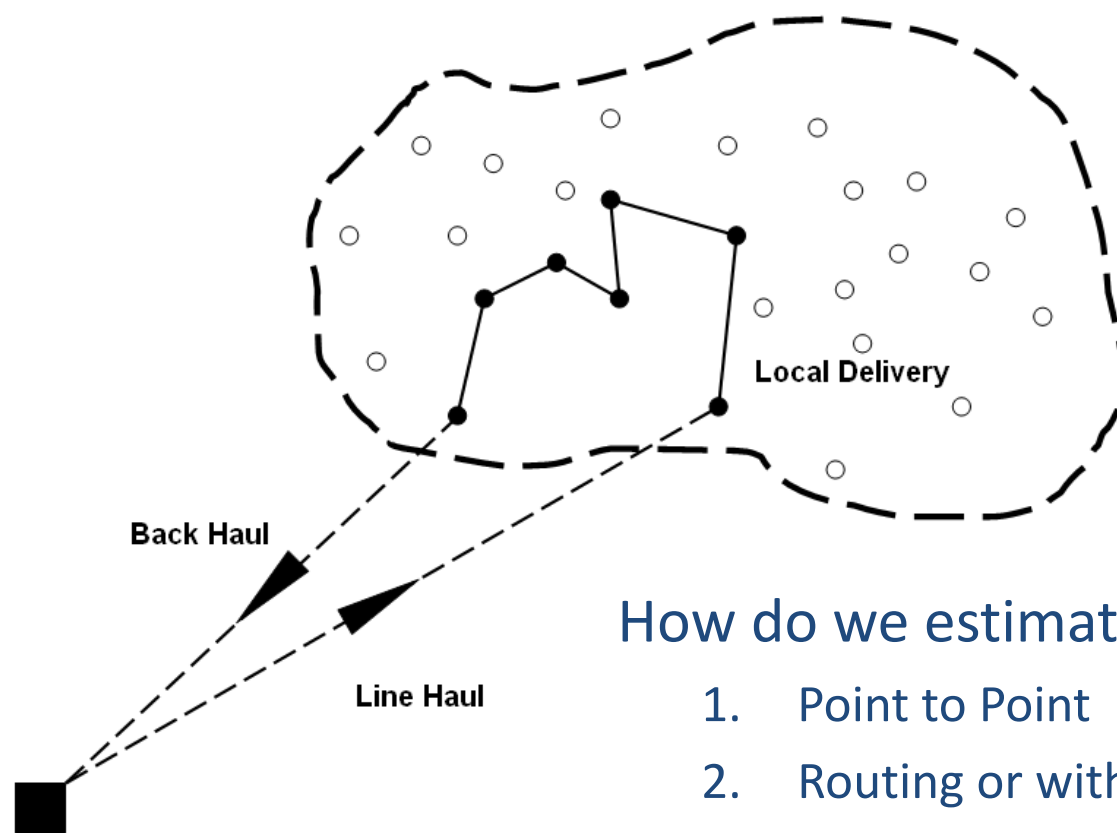 Local Delivery
Back Haul
How do we estimat
Line Haul
1. Point to Point
2. Routing or with